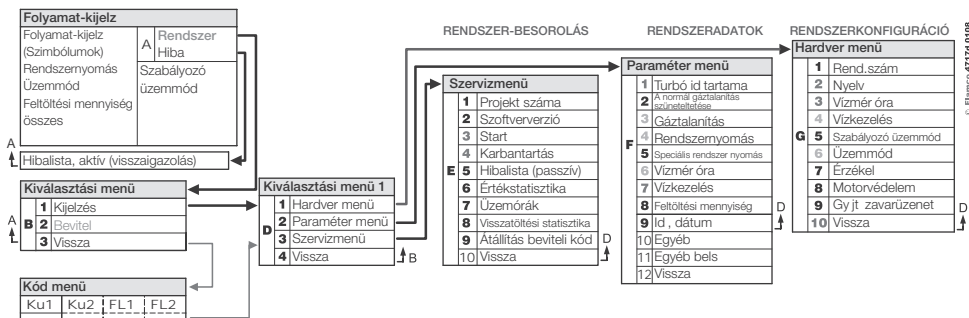 Folyamat-kijelz
Folyamat-kijelz
(Szimbólumok)
Rendszernyomás
Üzemmód
Feltöltési mennyiség
összes
A
Rendszer
Hiba
Szabályozó
üzemmód
A
Hibalista, aktív (visszaigazolás)
Kiválasztási menü
A
B
1 Kijelzés
2 Bevitel
3 Vissza
Kód menü
Ku1 Ku2 FL1 FL2
Kiválasztási menü 1
D
1 Hardver menü
2 Paraméter menü
3 Szervizmenü
4 Vissza
B
RENDSZER-BESOROLÁS
Szervizmenü
E
1 Projekt száma
2 Szoftververzió
3 Start
4 Karbantartás
5 Hibalista (passzív)
6 Értékstatisztika
7 Üzemórák
8 Visszatöltési statisztika
9 Átállítás beviteli kód
10 Vissza
D
RENDSZERADATOK
Paraméter menü
F
1 Turbó id tartama
2 A normál gáztalanítás
szüneteltetése
3 Gáztalanítás
4 Rendszernyomás
5 Speciális rendszer nyomás
6 Vízmér óra
7 Vízkezelés
8 Feltöltési mennyiség
9 Id , dátum
10 Egyéb
11 Egyéb bels
12 Vissza
D
RENDSZERKONFIGURÁCIÓ
Hardver menü
G
1 Rend.szám
2 Nyelv
3 Vízmér óra
4 Vízkezelés
5 Szabályozó üzemmód
6 Üzemmód
7 Érzékel
8 Motorvédelem
9 Gy jt zavarüzenet
10 Vissza
D
© Flamco 47174 0108